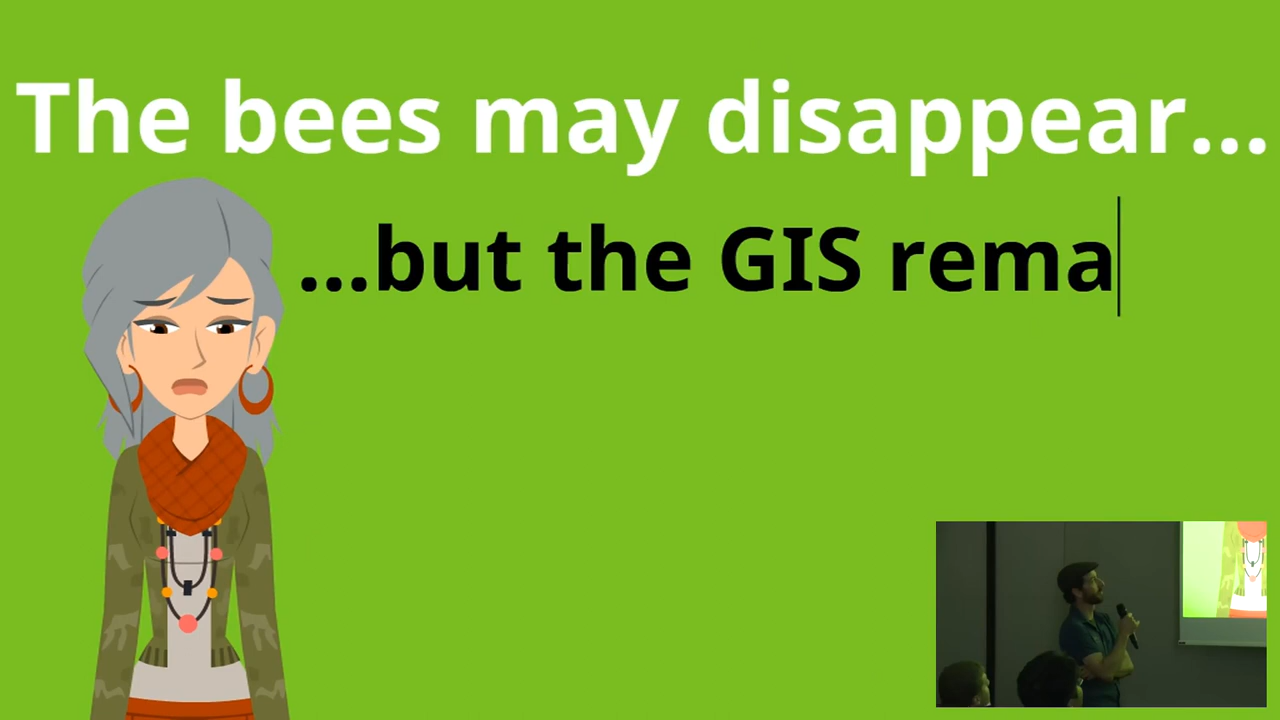 The bees may disappear...
...but the GIS rema